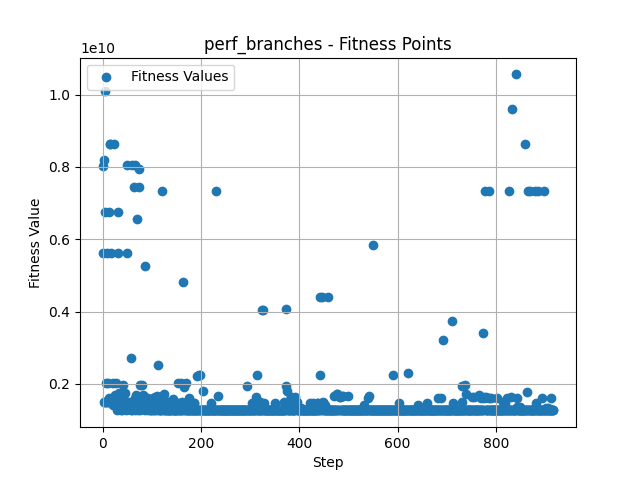 perf_branches - Fitness Points
1e10
Fitness Values
1.0
0.8
0.6
0.4
0.2
Fitness Value
0 200 400 600 800
Step